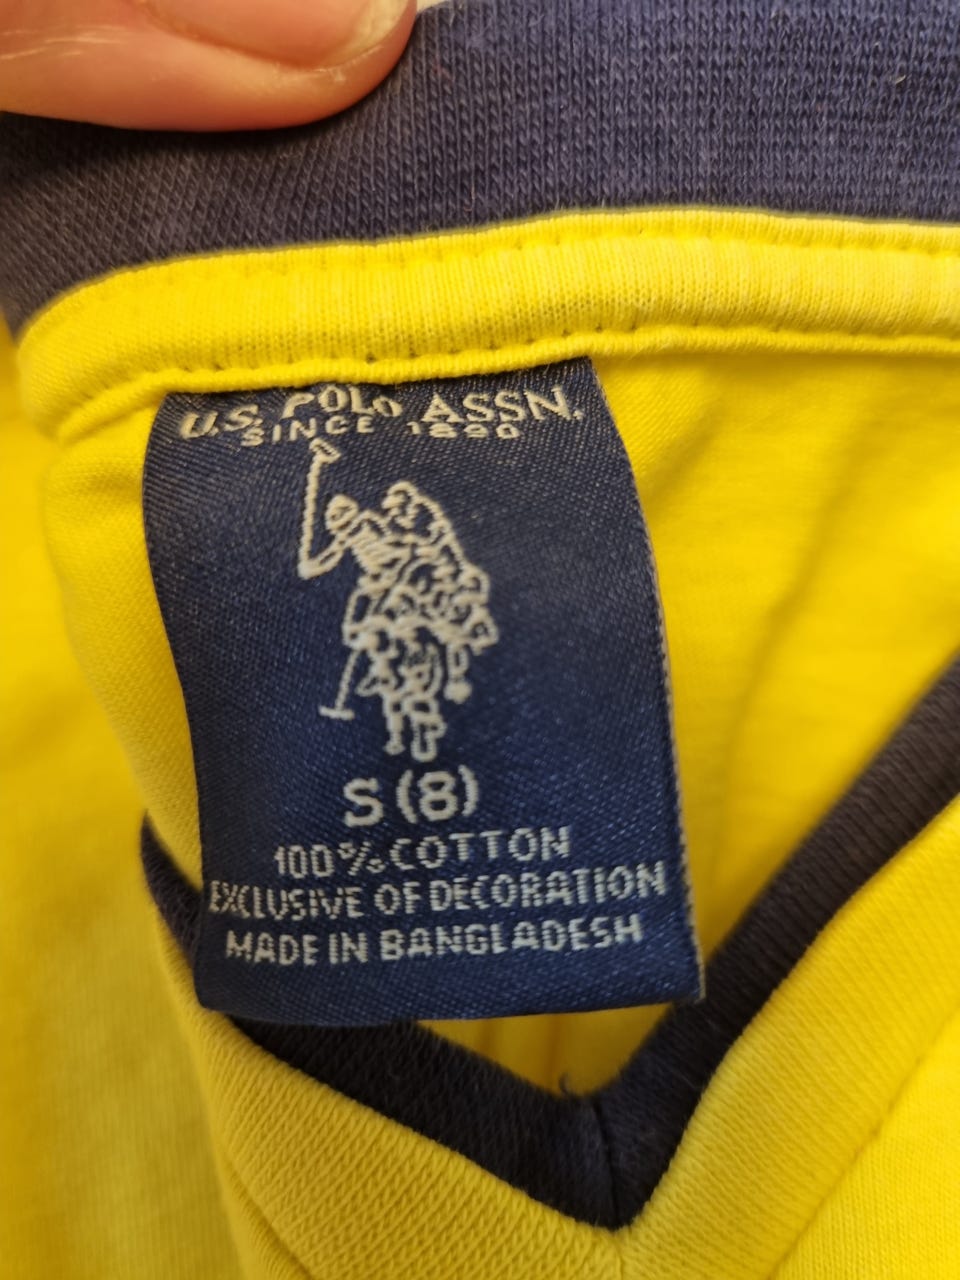 U.S. POLO ASSN.
SINCE 1890
S (8)
100% COTTON
EXCLUSIVE OF DECORATION
MADE IN BANGLADESH